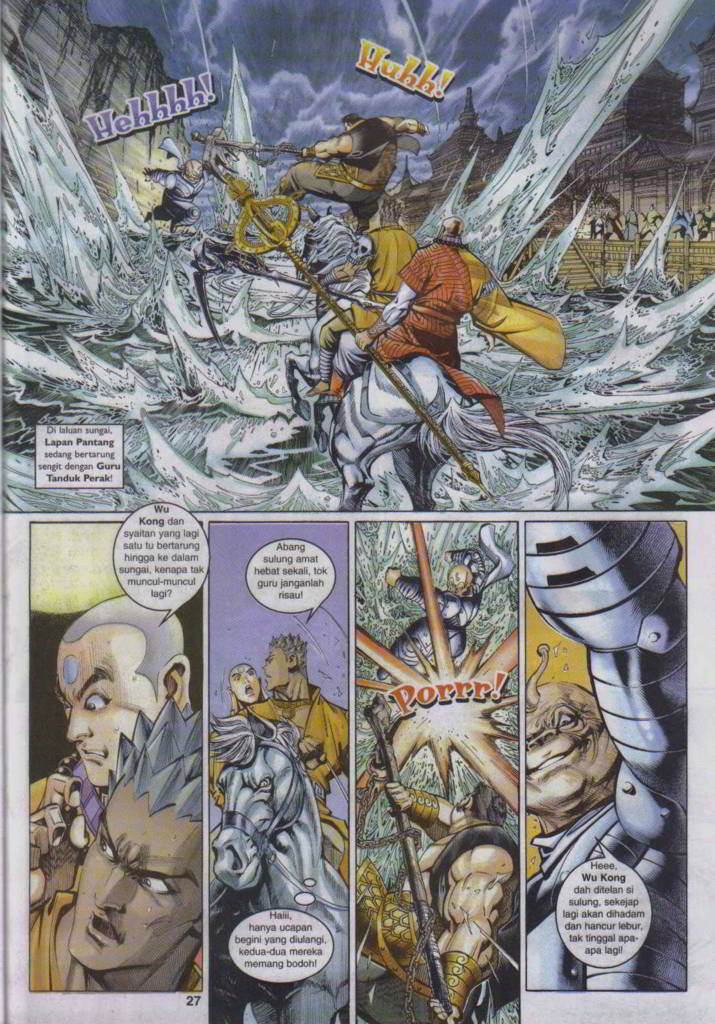 Hehhhh!
Huhh!
Di laluan sungai,
Lapan Pantang
sedang bertarung
sengit dengan Guru
Tanduk Perak!
Wu
Kong dan
syaitan yang lagi
satu tu bertarung
hingga ke dalam
sungai, kenapa tak
muncul-muncul
lagi?
Abang
sulung amat
hebat sekali, tok
guru janganlah
risau!
Haiii,
hanya ucapan
begini yang diulangi,
kedua-dua mereka
memang bodoh!
Porrr!
Heee,
Wu Kong
dah ditelan si
sulung, sekejap
lagi akan dihadam
dan hancur lebur,
tak tinggal apa-
apa lagi!
27